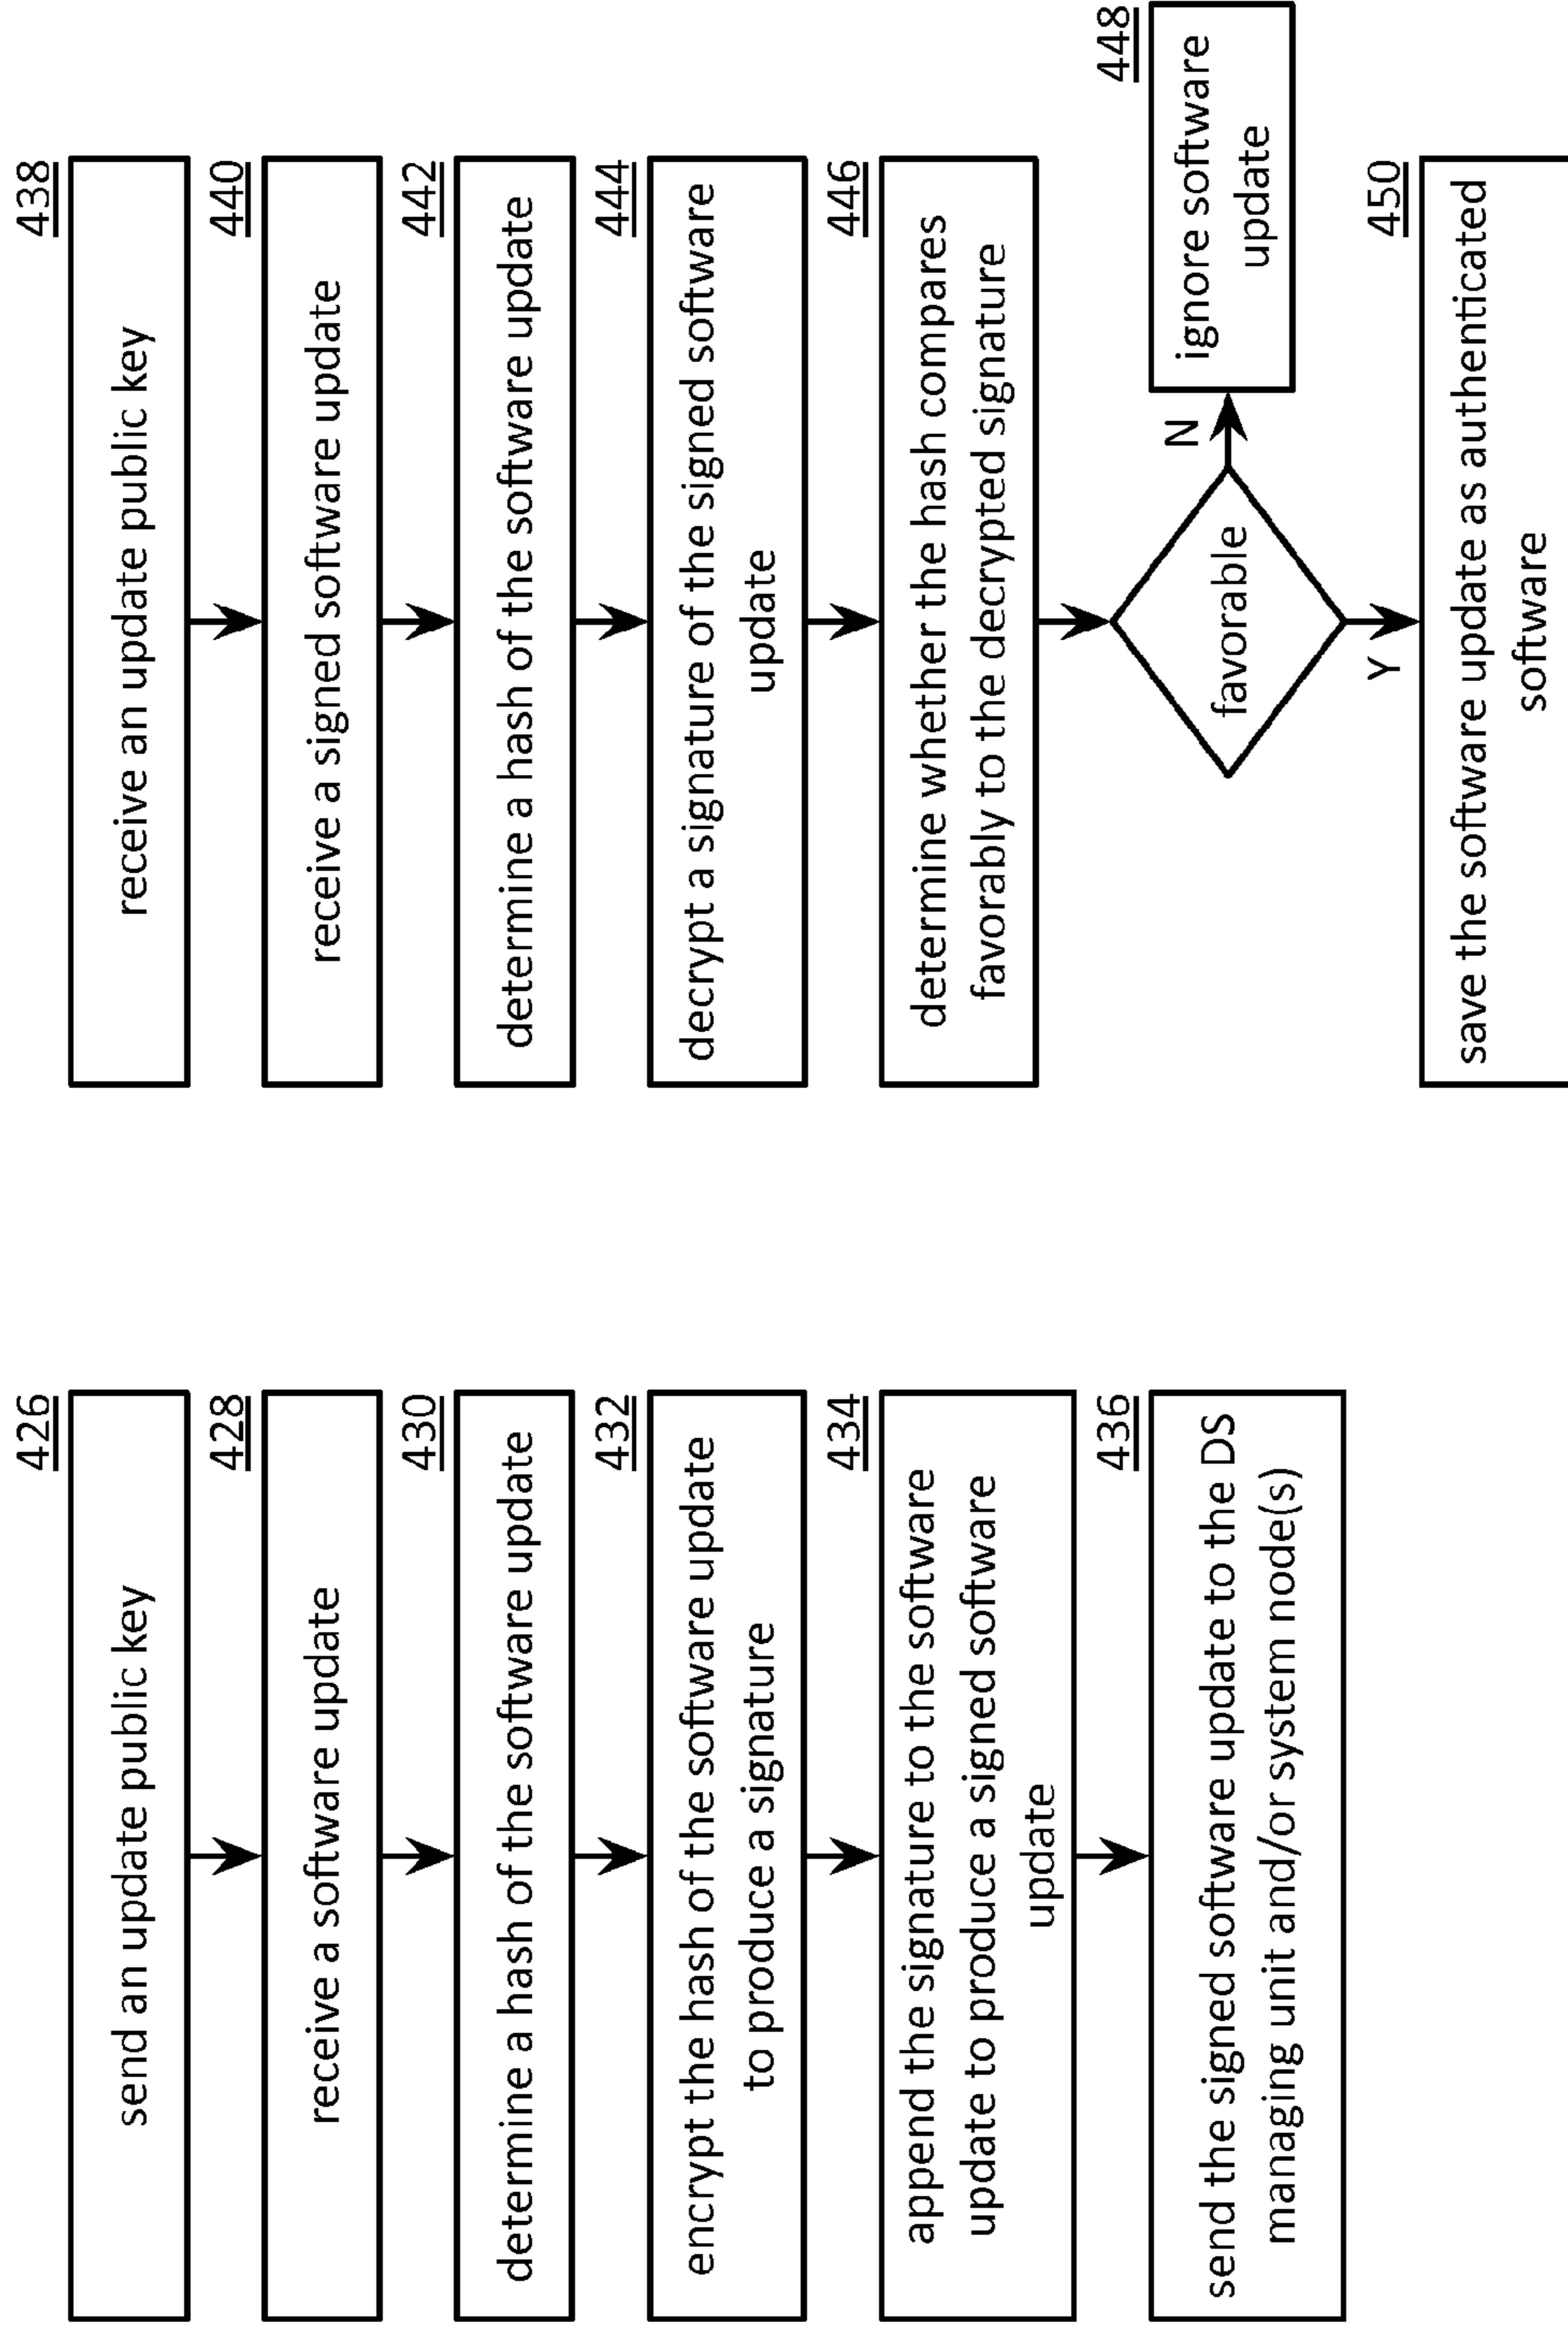 426
send an update public key
428
receive a software update
430
determine a hash of the software update
432
encrypt the hash of the software update
to produce a signature
434
append the signature to the software
update to produce a signed software
update
436
send the signed software update to the DS
managing unit and/or system node(s)
438
receive an update public key
440
receive a signed software update
442
determine a hash of the software update
444
decrypt a signature of the signed software
update
446
determine whether the hash compares
favorably to the decrypted signature
favorable
N
448
ignore software
update
Y
450
save the software update as authenticated
software